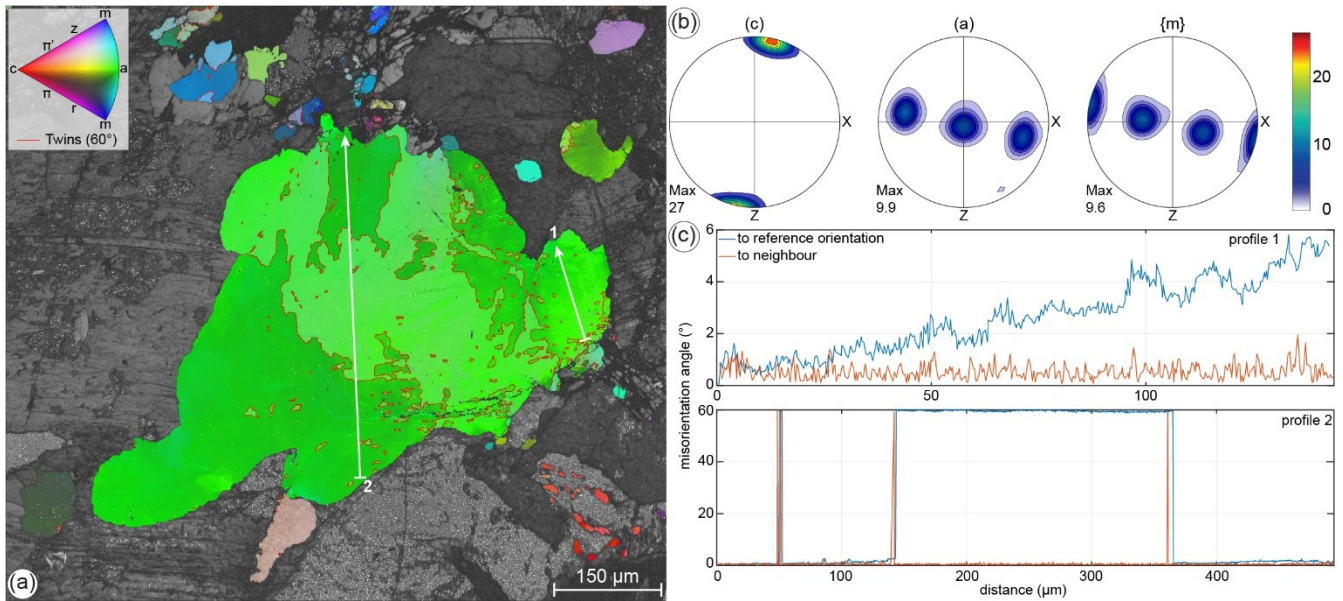 m
z
π'
c
a
π
r
m
Twins (60°)
1
2
(a)
150 µm
(b)
(c)
(a)
{m}
X
X
Max
27
Z
Max
9.9
Z
Max
9.6
Z
20
10
0
(c)
to reference orientation
to neighbour
profile 1
6
4
2
0
50
100
misorientation angle (°)
profile 2
60
40
20
0
0
100
200
300
400
distance (µm)